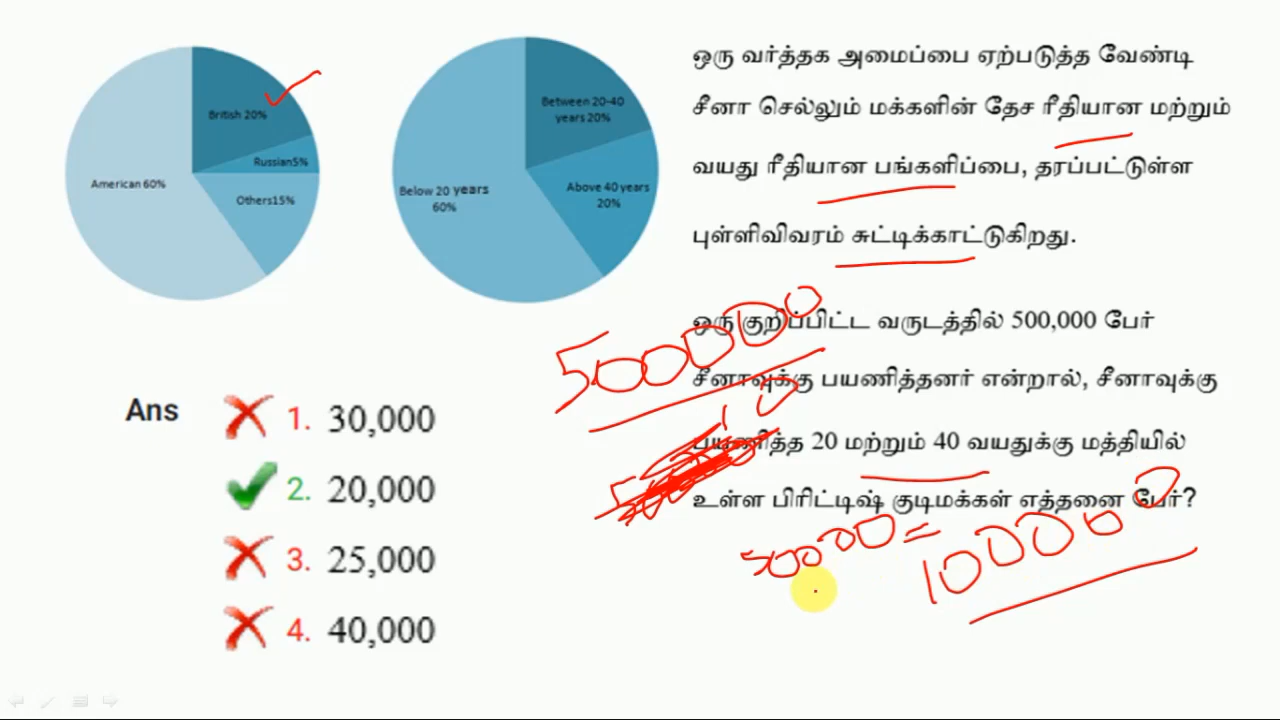 British 20%
Russian5%
American 60%
Others15%
Between 20-40
years 20%
Above 40 years
20%
Below 20 years
60%
ஒரு வர்த்தக அமைப்பை ஏற்படுத்த வேண்டி
சீனா செல்லும் மக்களின் தேச ரீதியான மற்றும்
வயது ரீதியான பங்களிப்பை, தரப்பட்டுள்ள
புள்ளிவிவரம் சுட்டிக்காட்டுகிறது.
ஒரு குறிப்பிட்ட வருடத்தில் 500,000 பேர்
சீனாவுக்கு பயணித்தனர் என்றால், சீனாவுக்கு
பயணித்த 20 மற்றும் 40 வயதுக்கு மத்தியில்
உள்ள பிரிட்டிஷ் குடிமக்கள் எத்தனை பேர்?
500000
10
500000 =
100000
Ans
1. 30,000
2. 20,000
3. 25,000
4. 40,000